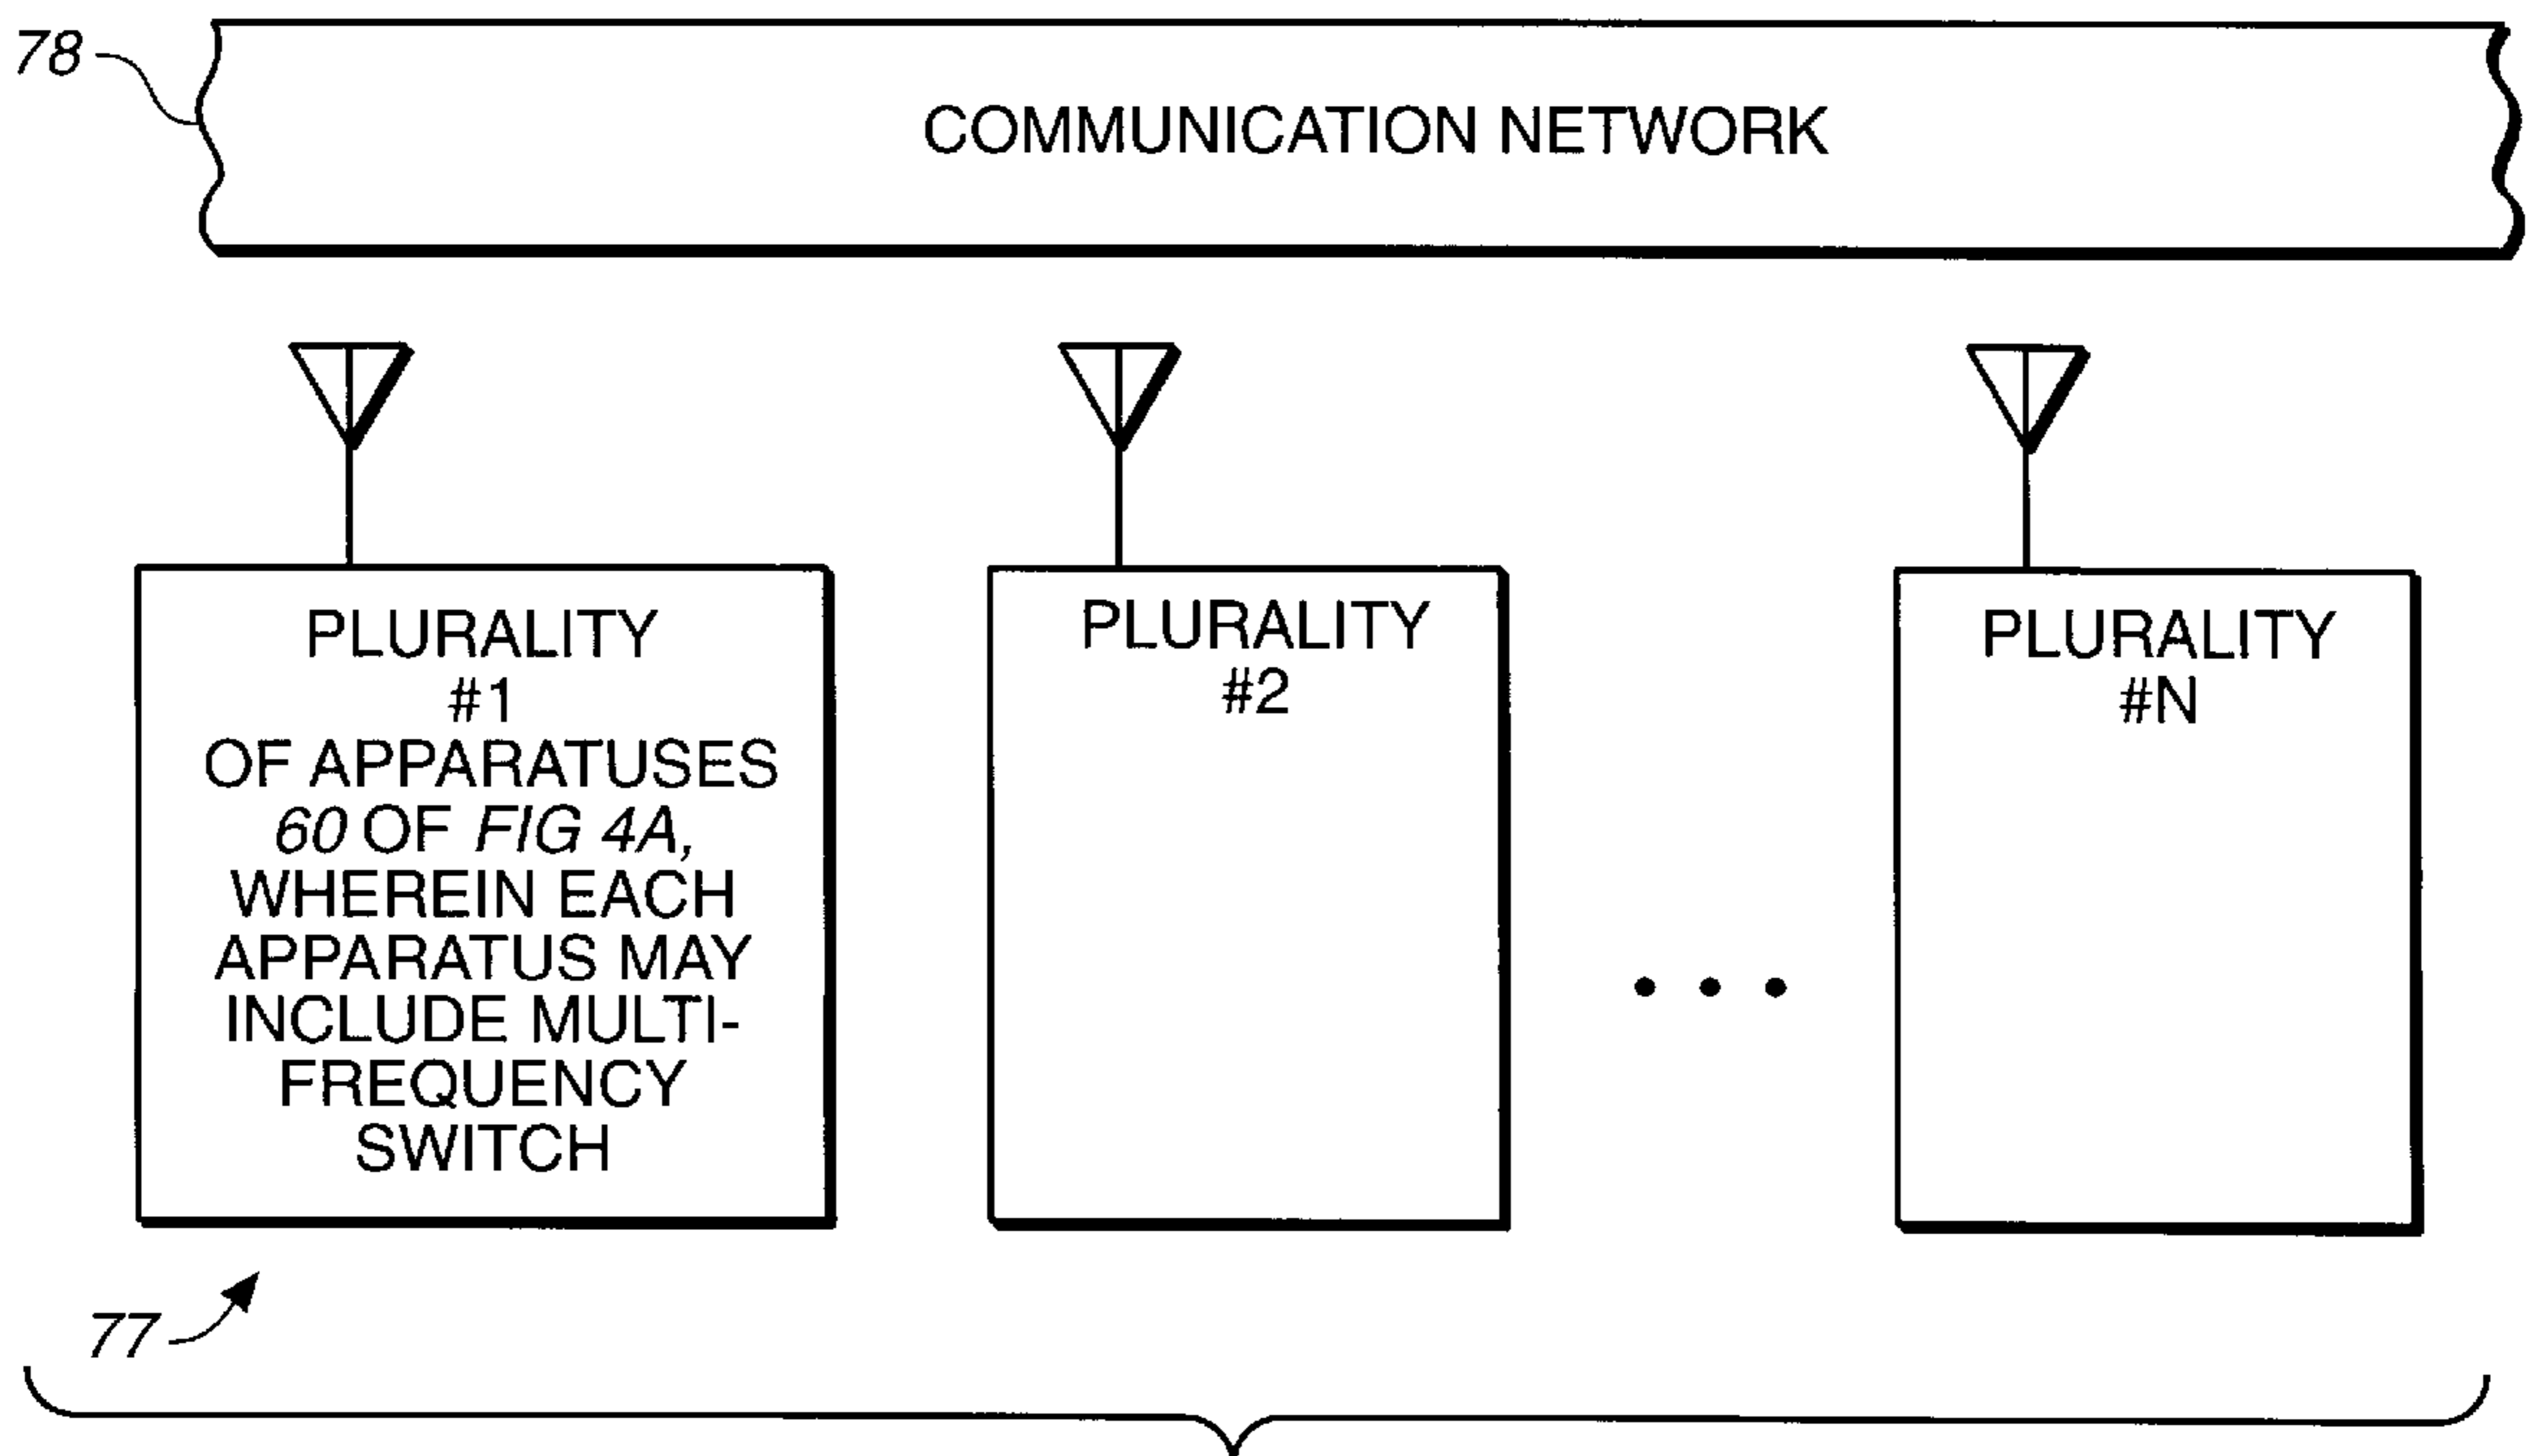 78
COMMUNICATION NETWORK
PLURALITY
#1
OF APPARATUSES
60 OF FIG 4A,
WHEREIN EACH
APPARATUS MAY
INCLUDE MULTI-
FREQUENCY
SWITCH
PLURALITY
#2
PLURALITY
#N
77